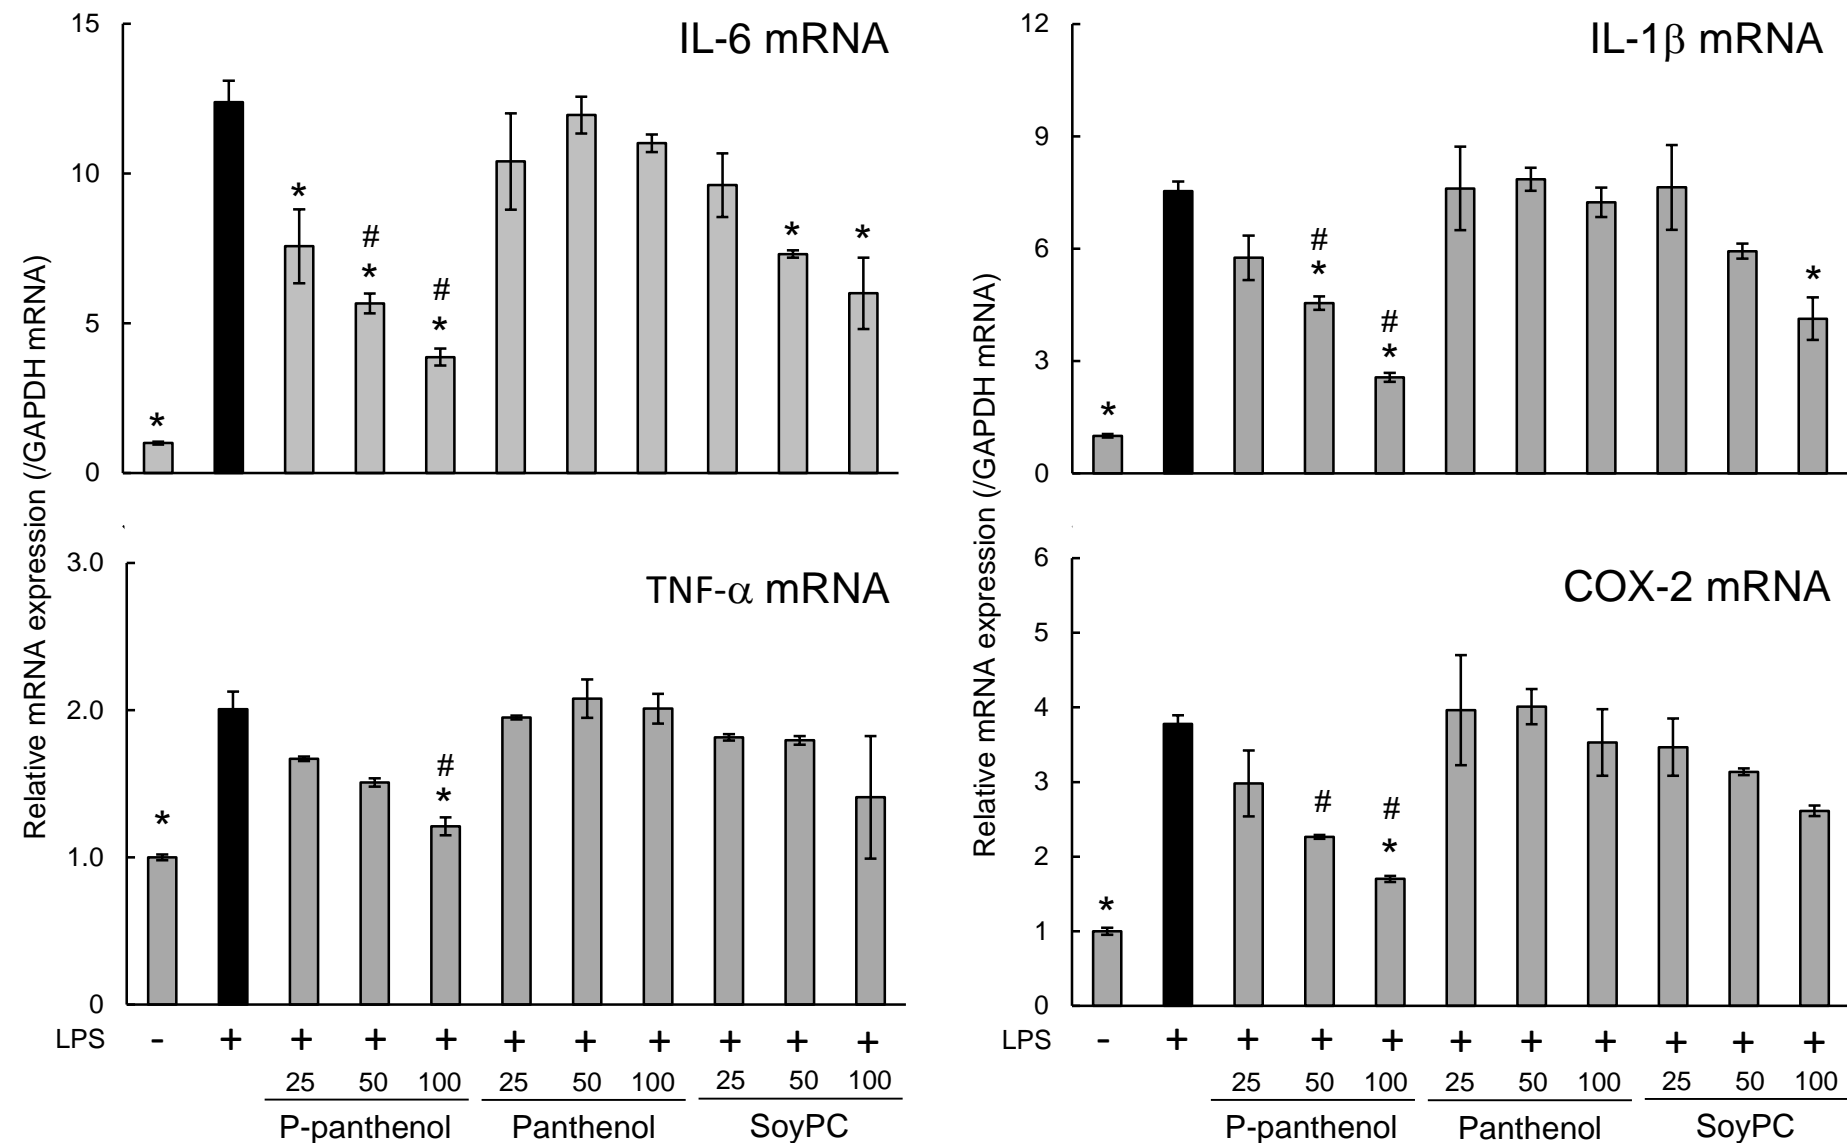 IL-6 mRNA
15
10
5
0
* * # * # * * *
IL-1β mRNA
12
9
6
3
0
* # * # * *
Relative mRNA expression (/GAPDH mRNA)
Relative mRNA expression (/GAPDH mRNA)
TNF-α mRNA
3.0
2.0
1.0
0
* # *
LPS - + + + + + + + + + +
25 50 100 25 50 100 25 50 100
P-panthenol Panthenol SoyPC
COX-2 mRNA
6
5
4
3
2
1
0
* # # *
LPS - + + + + + + + + + +
25 50 100 25 50 100 25 50 100
P-panthenol Panthenol SoyPC